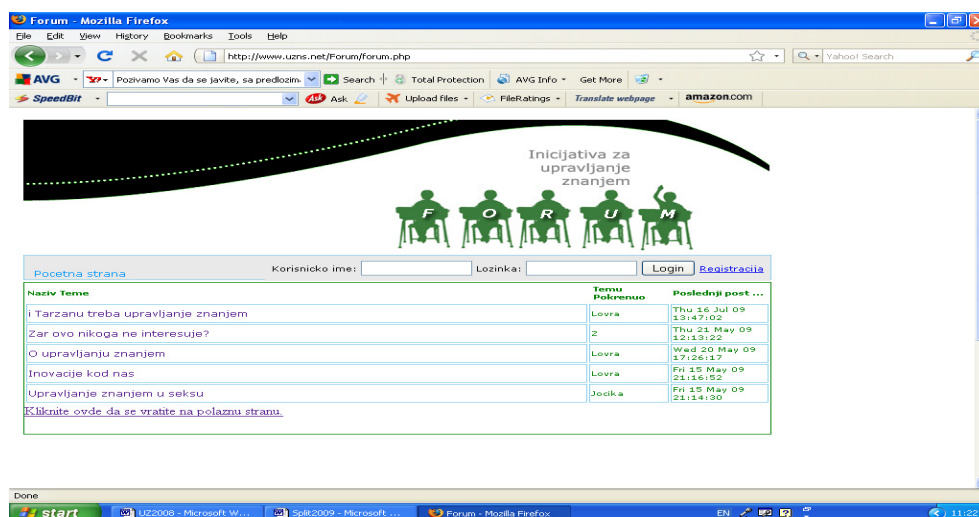 Forum - Mozilla Firefox
File Edit View History Bookmarks Tools Help
http://www.uzns.net/Forum/forum.php
Yahoo! Search
AVG Pozivamo Vas da se javite, sa predlozim. Search Total Protection AVG Info Get More
SpeedBit Ask Upload files FileRatings Translate webpage amazon.com
Inicijativa za
upravljanje
znanjem
F O R U M
Pocetna strana Korisnicko ime: Lozinka: Login Registracija
Naziv Teme Temu Pokrenuo Poslednji post ...
i Tarzanu treba upravljanje znanjem Lovra Thu 16 Jul 09 13:47:02
Zar ovo nikoga ne interesuje? 2 Thu 21 May 09 12:13:22
O upravljanju znanjem Lovra Wed 20 May 09 17:26:17
Inovacije kod nas Lovra Fri 15 May 09 21:16:52
Upravljanje znanjem u seksu Jocika Fri 15 May 09 21:14:30
Kliknite ovde da se vratite na polaznu stranu.
Done
start UZ2008 - Microsoft W... Split2009 - Microsoft ... Forum - Mozilla Firefox EN